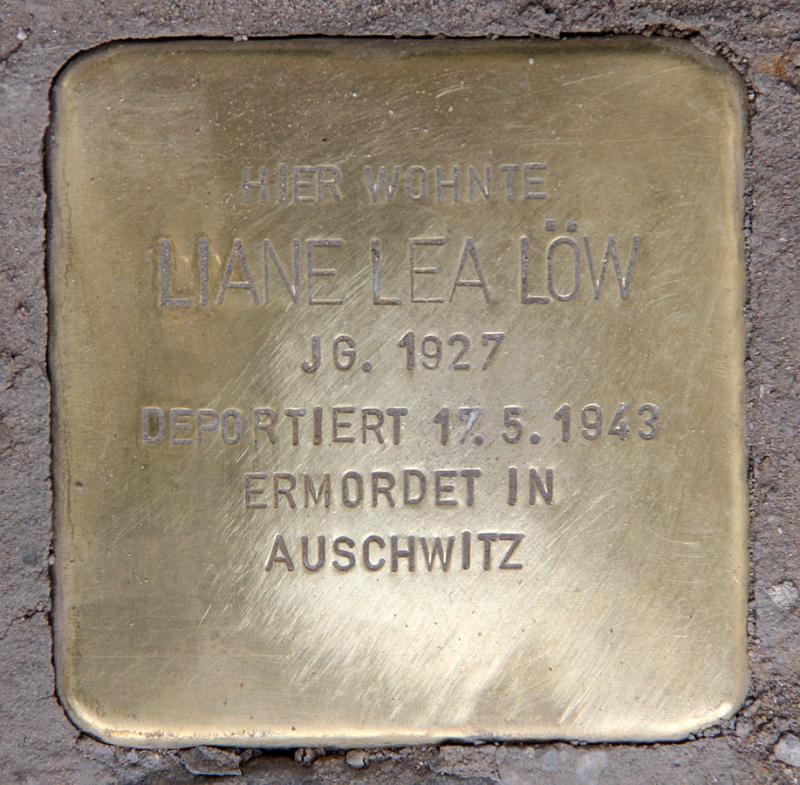 HIER WOHNTE
LIANE LEA LÖW
JG. 1927
DEPORTIERT 17.5.1943
ERMORDET IN
AUSCHWITZ